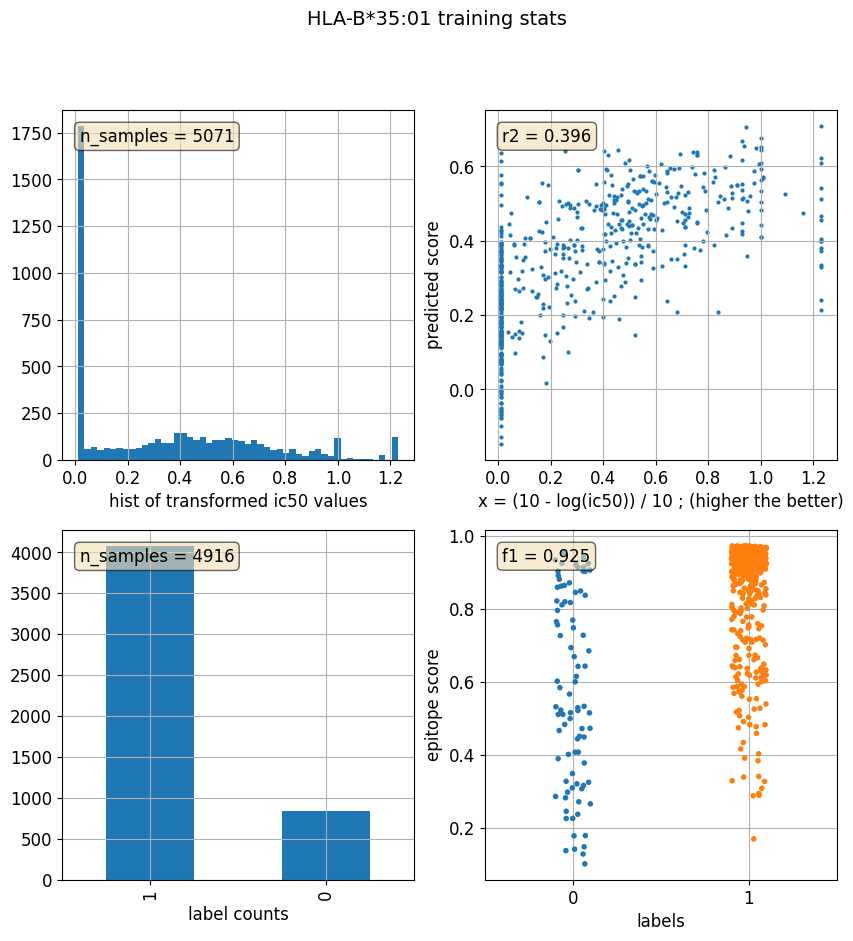 HLA-B*35:01 training stats
n_samples = 5071
1750
1500
1250
1000
750
500
250
0
0.0 0.2 0.4 0.6 0.8 1.0 1.2
hist of transformed ic50 values
r2 = 0.396
predicted score
0.6
0.4
0.2
0.0
0.0 0.2 0.4 0.6 0.8 1.0 1.2
x = (10 - log(ic50)) / 10 ; (higher the better)
n_samples = 4916
4000
3500
3000
2500
2000
1500
1000
500
0
1 0
label counts
f1 = 0.925
epitope score
1.0
0.8
0.6
0.4
0.2
0 1
labels